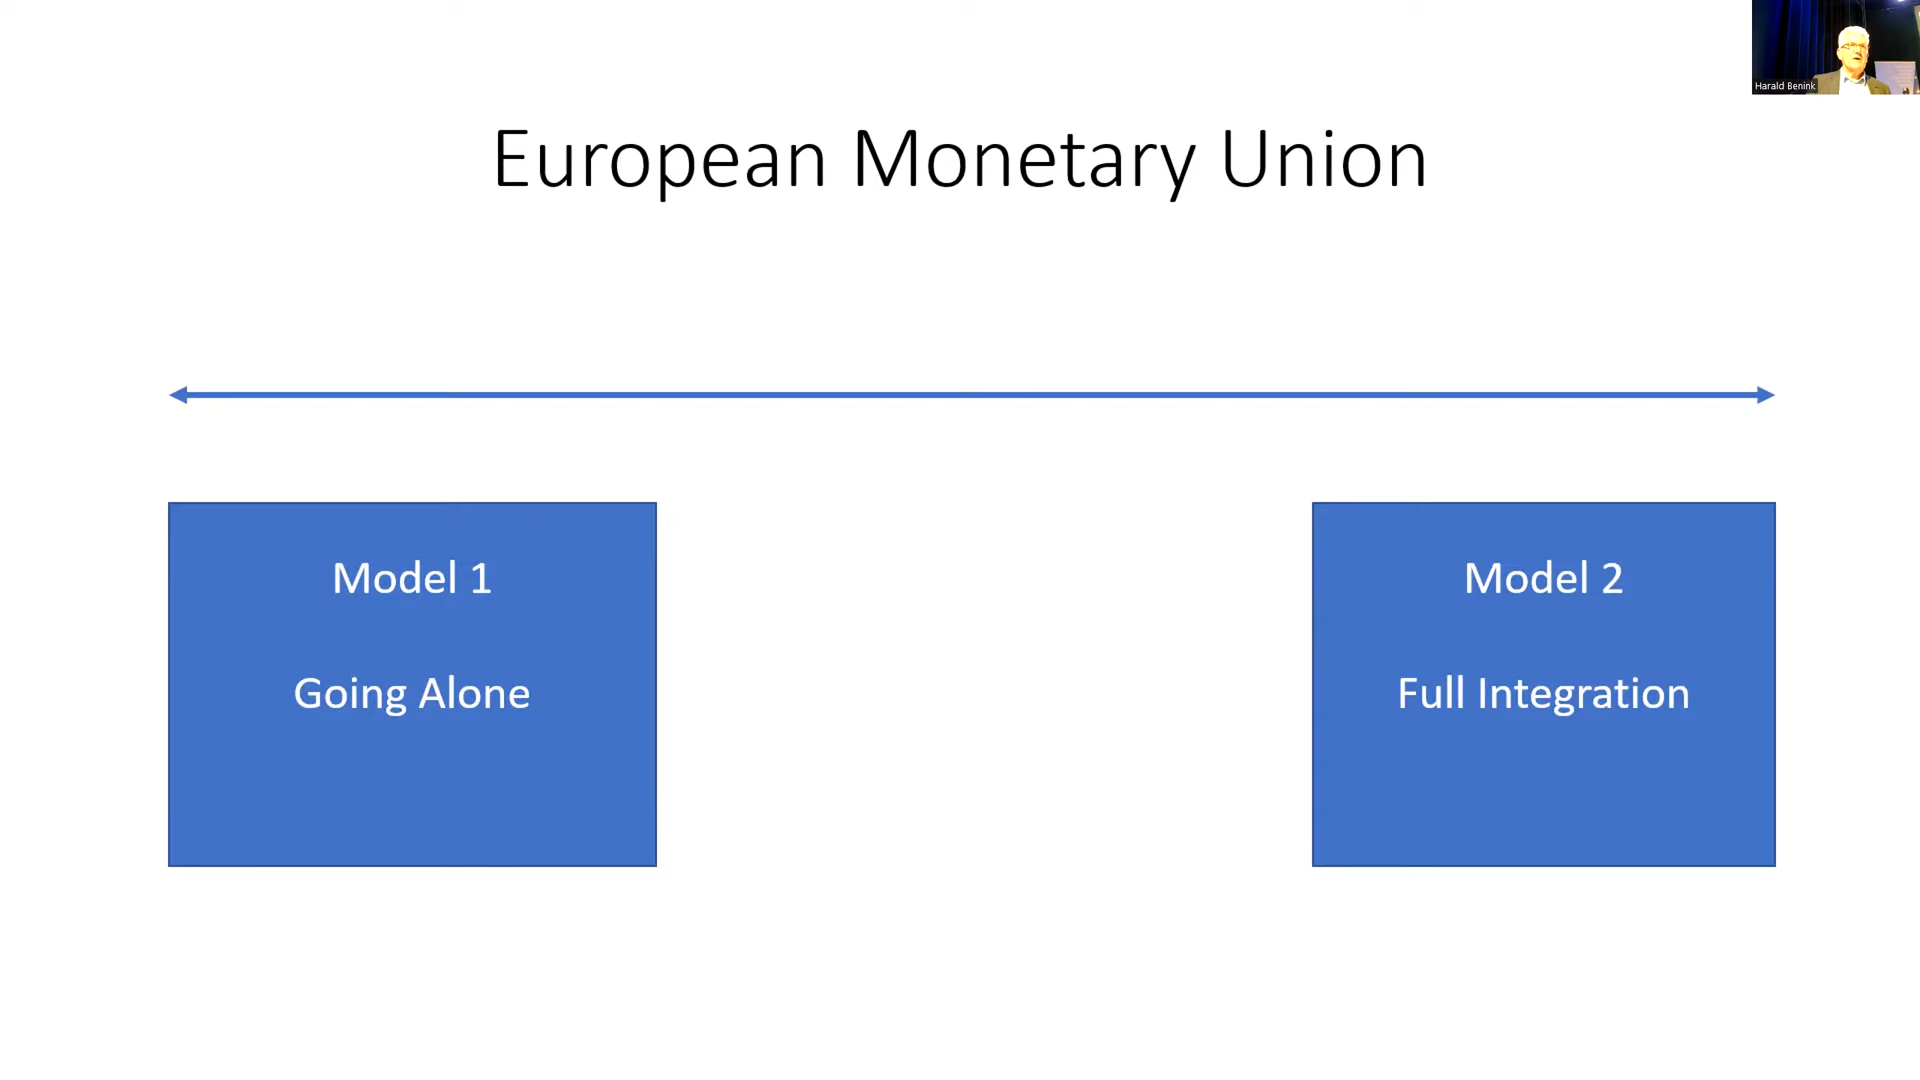 Harald Benink
European Monetary Union
Model 1
Going Alone
Model 2
Full Integration